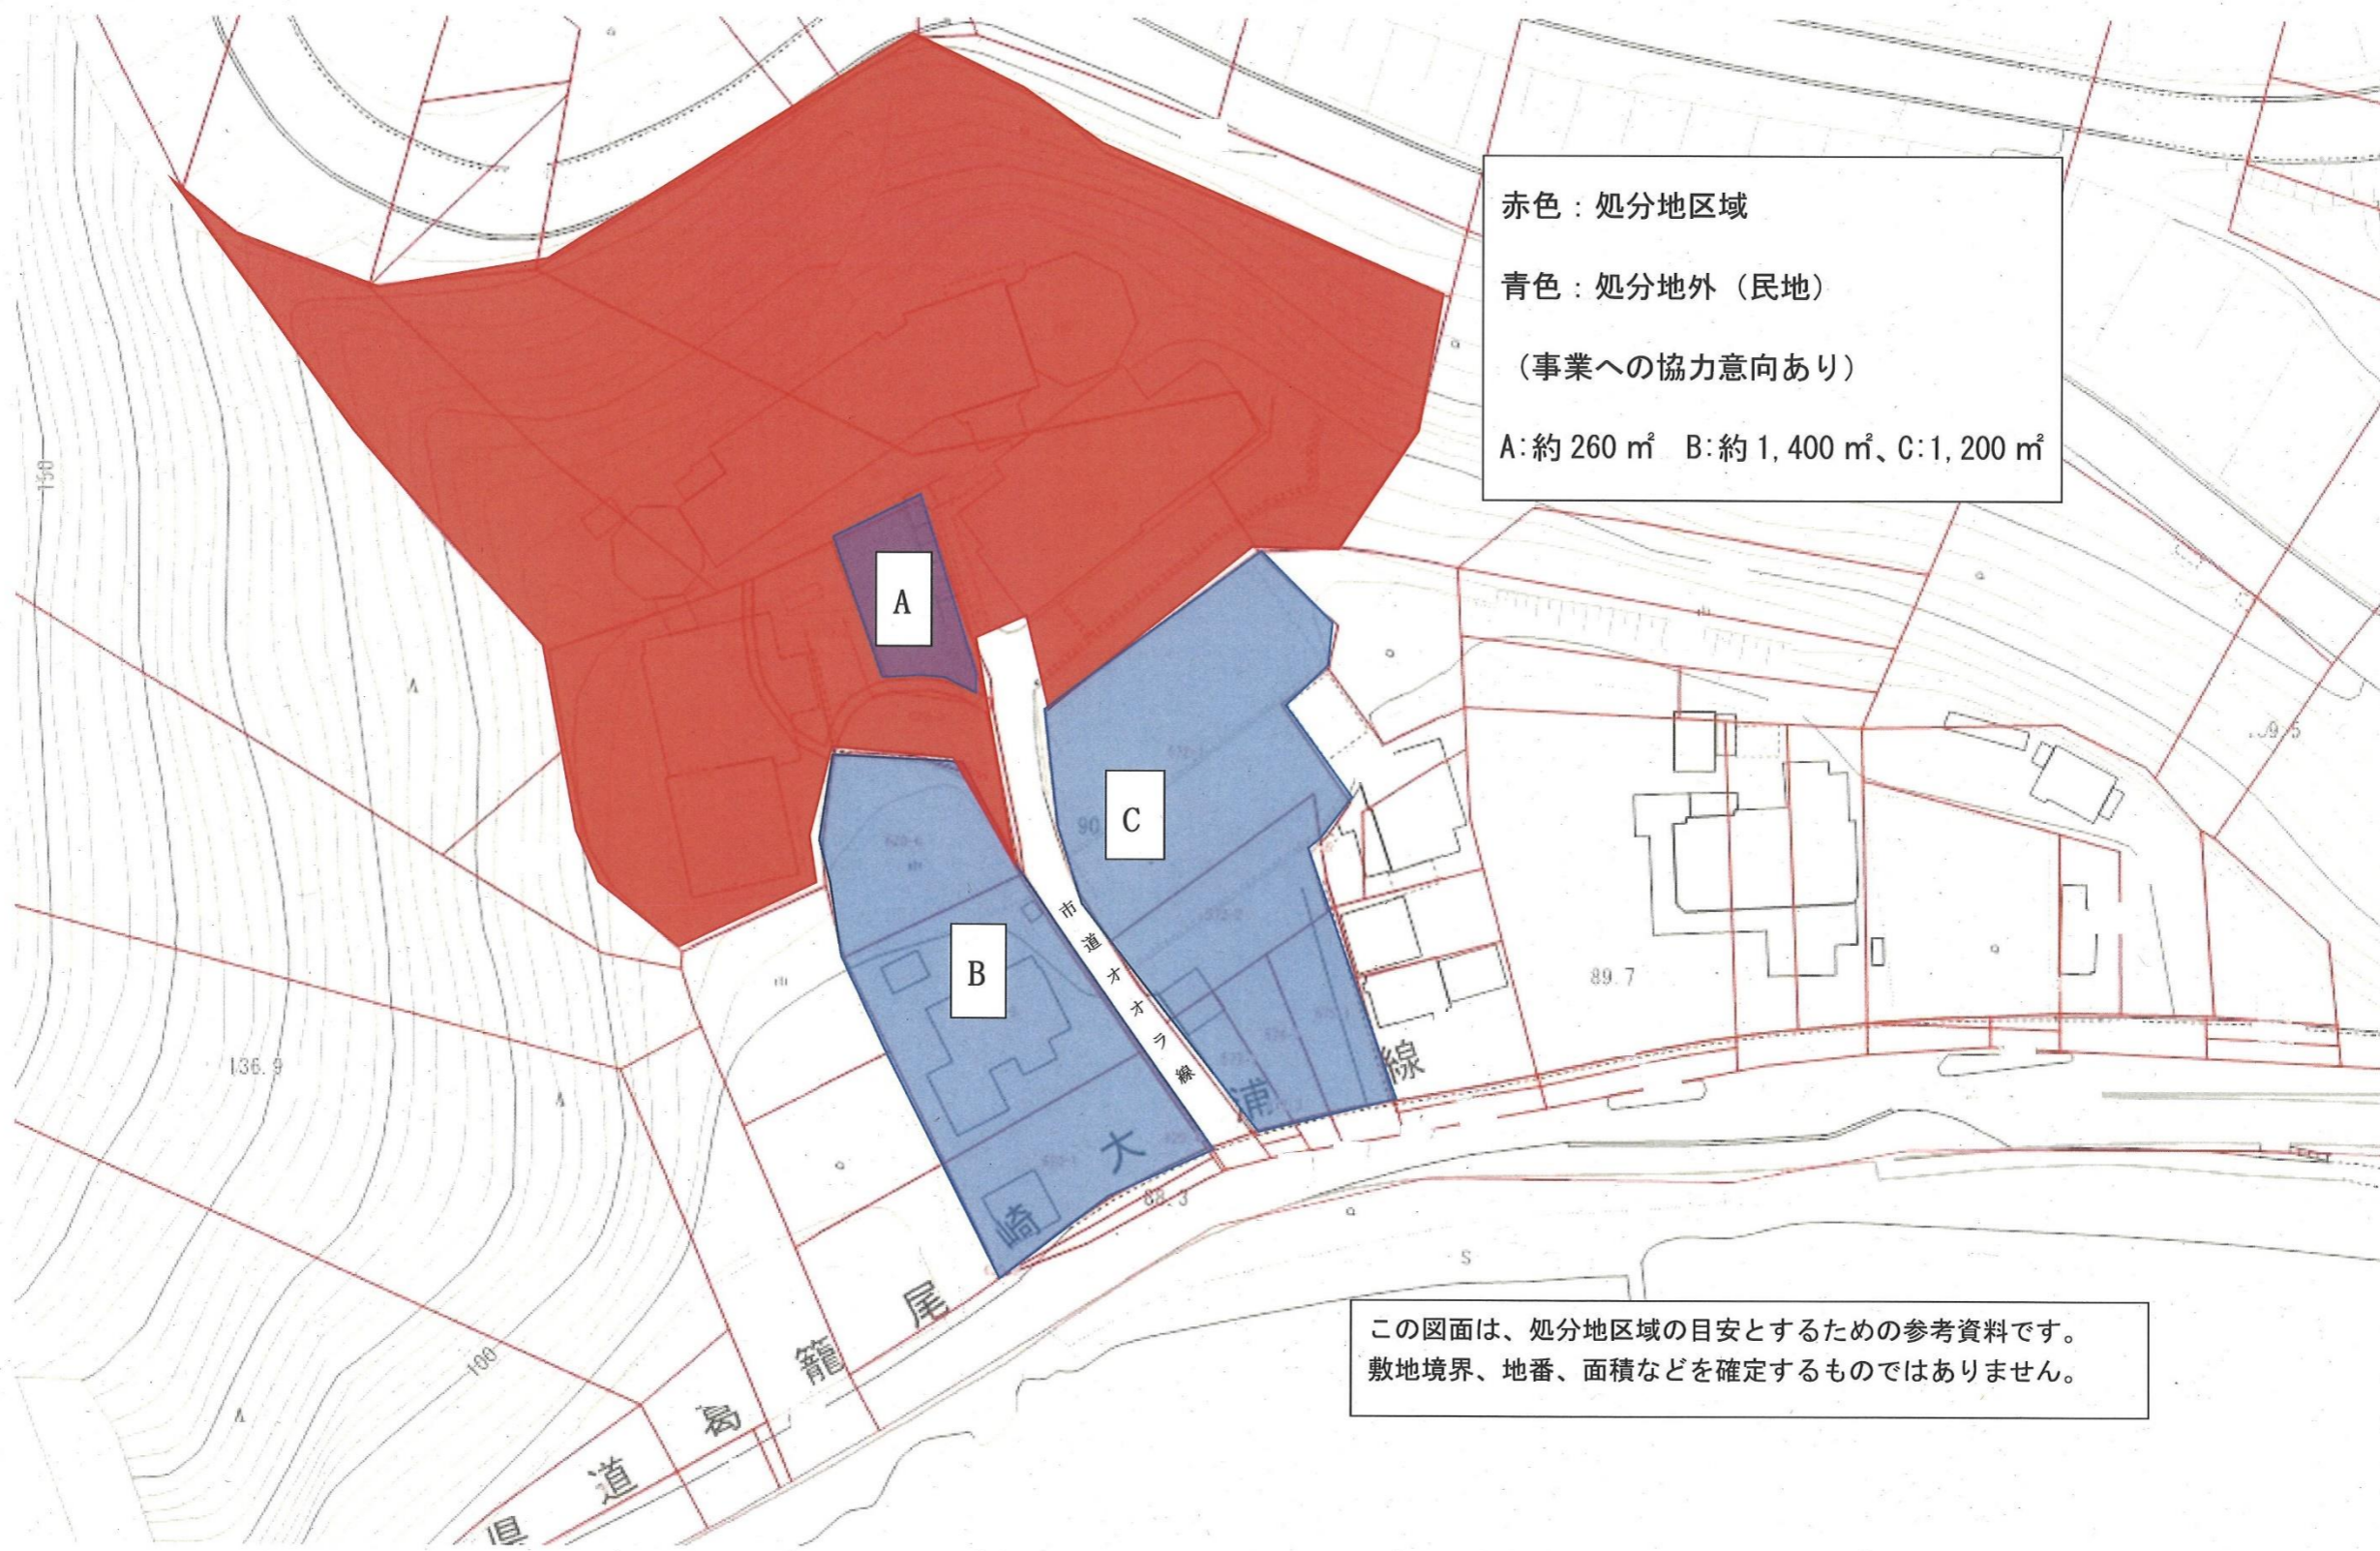 赤色：処分地区域
青色：処分地外（民地）
（事業への協力意向あり）
A:約 260 ㎡　B:約 1,400 ㎡、C:1,200 ㎡
150
A
C
90
B
市道オオラ線
89.7
136.9
88.3
S
100
県道葛籠尾崎大浦線
この図面は、処分地区域の目安とするための参考資料です。
敷地境界、地番、面積などを確定するものではありません。